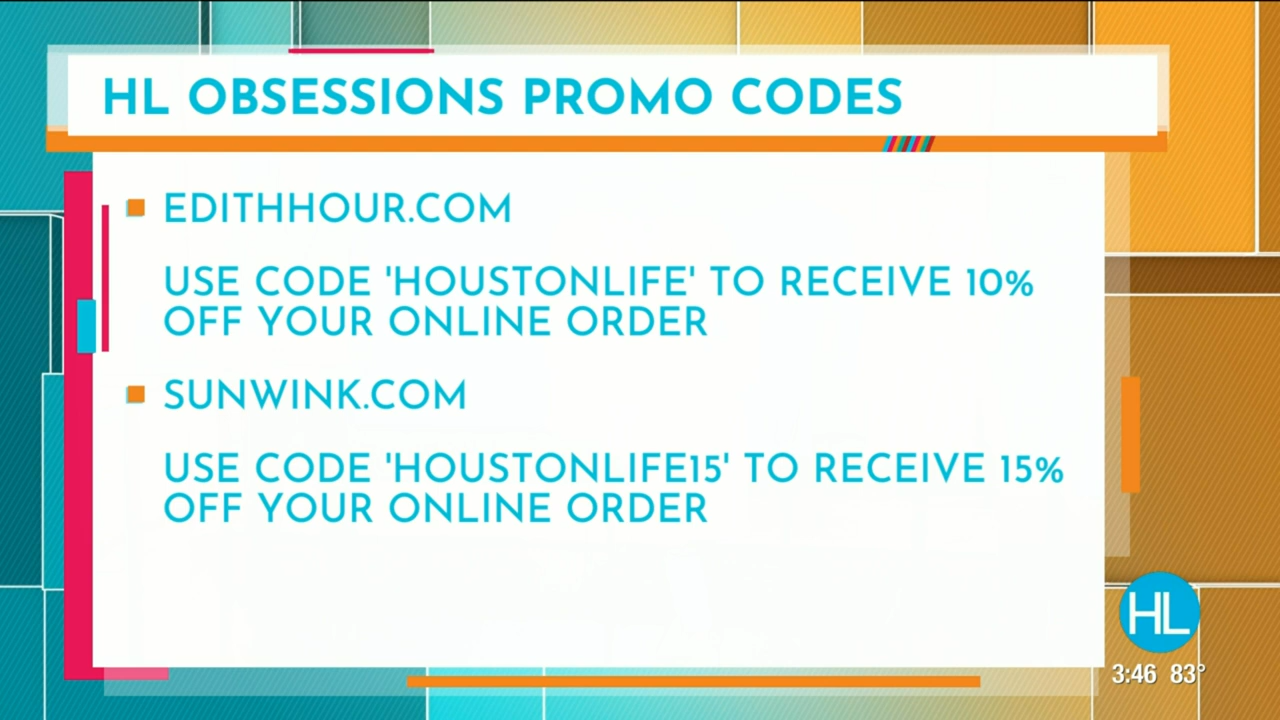 HL OBSESSIONS PROMO CODES
EDITHHOUR.COM
USE CODE 'HOUSTONLIFE' TO RECEIVE 10%
OFF YOUR ONLINE ORDER
SUNWINK.COM
USE CODE 'HOUSTONLIFE15' TO RECEIVE 15%
OFF YOUR ONLINE ORDER
HL
3:46 83°